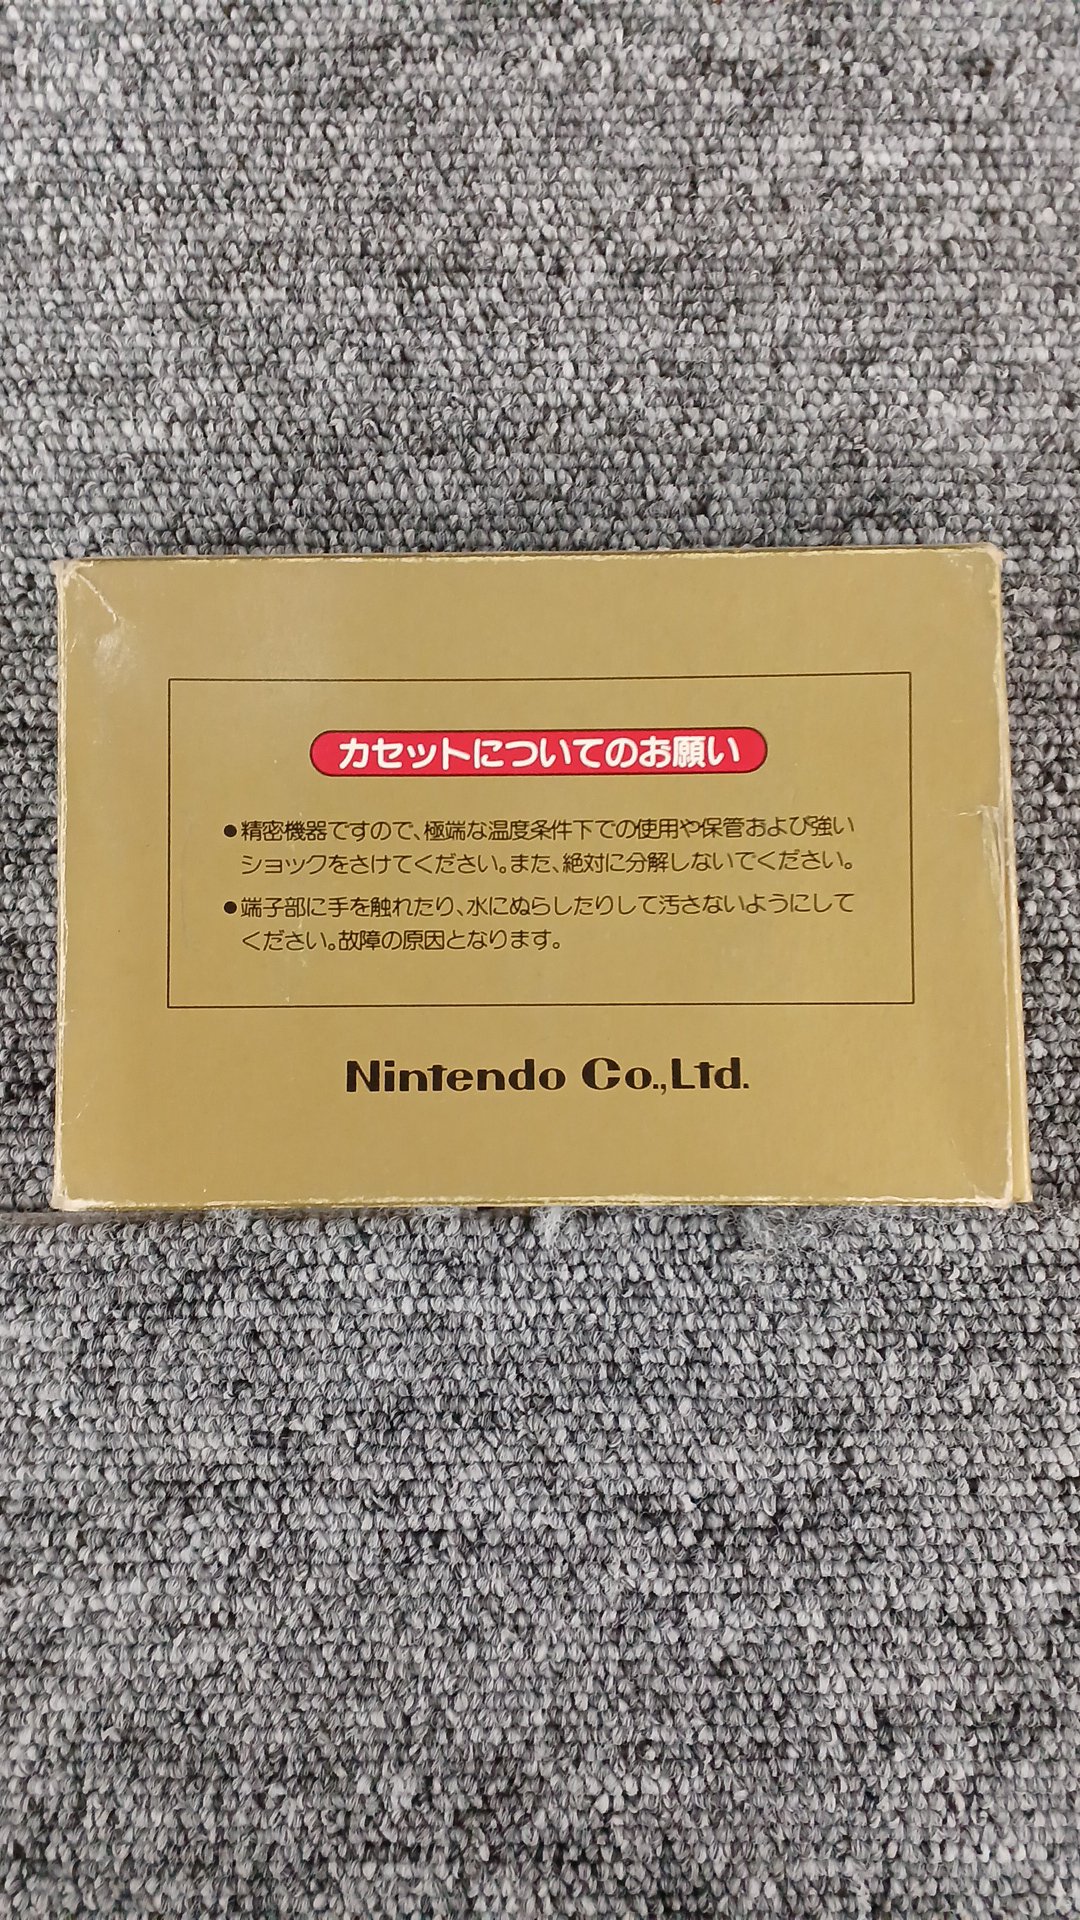 カセットについてのお願い
●精密機器ですので、極端な温度条件下での使用や保管および強い
ショックをさけてください。また、絶対に分解しないでください。
●端子部に手を触れたり、水にぬらしたりして汚さないようにして
ください。故障の原因となります。
Nintendo Co.,Ltd.